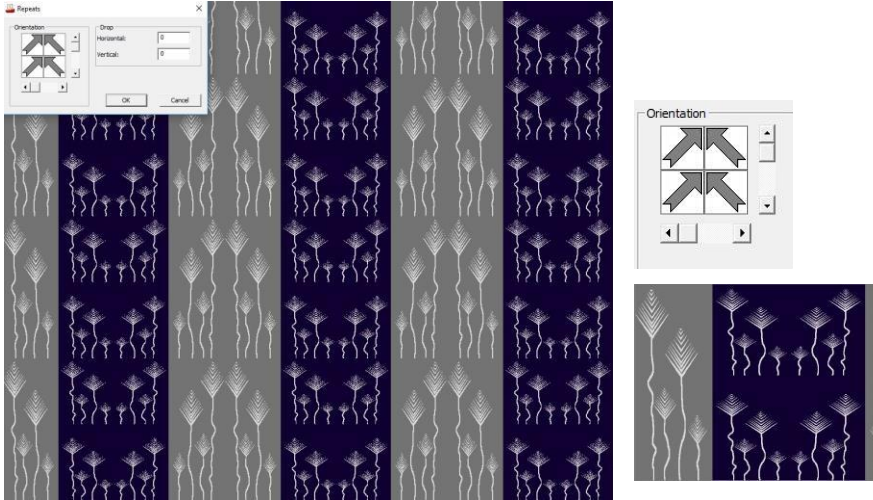 Repeats
Orientation
Drop
Horizontal: 0
Vertical: 0
OK Cancel
Orientation